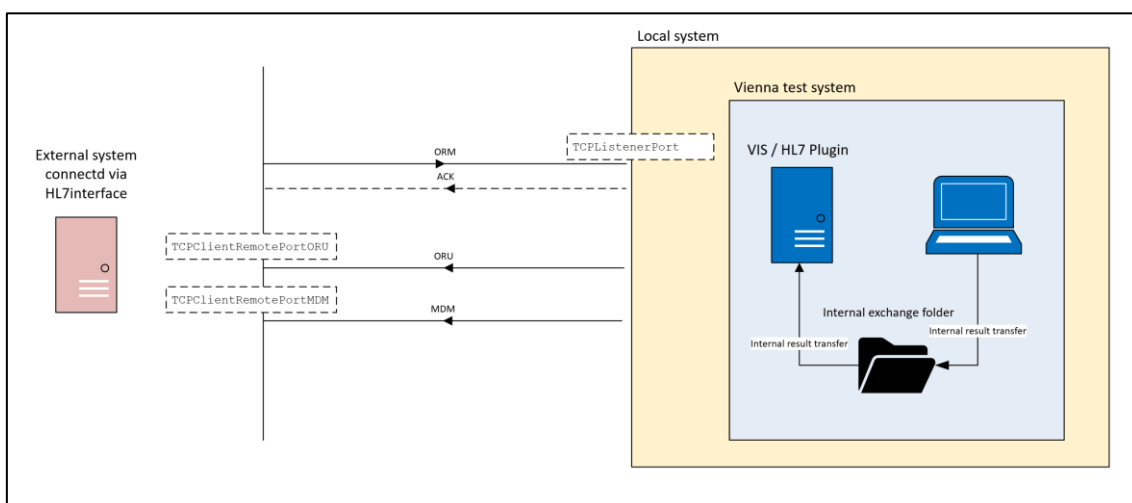 Local system
Vienna test system
TCPListenerPort
External system
connectd via
HL7interface
VIS / HL7 Plugin
ORM
ACK
TCPClientRemotePortORU
ORU
TCPClientRemotePortMDM
MDM
Internal exchange folder
Internal result transfer
Internal result transfer